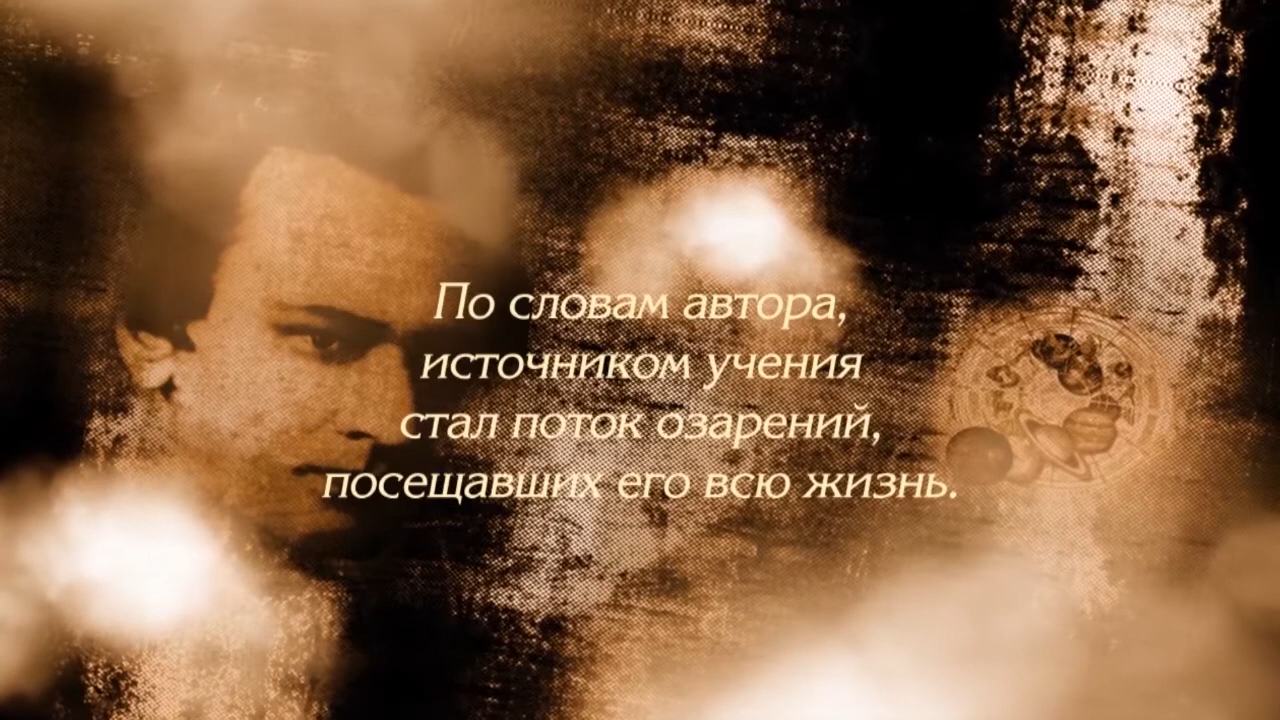 По словам автора,
источником учения
стал поток озарений,
посещавших его всю жизнь.